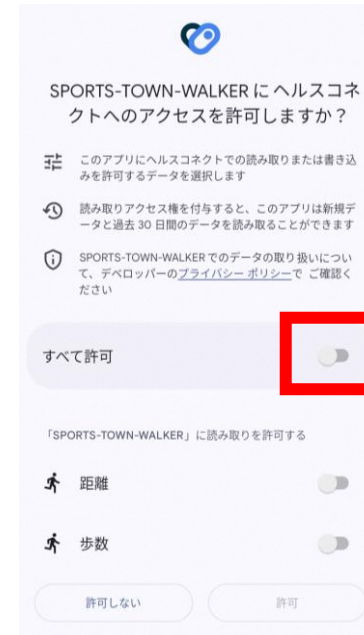 SPORTS-TOWN-WALKER にヘルスコネ
クトへのアクセスを許可しますか？
このアプリにヘルスコネクトでの読み取りまたは書き込
みを許可するデータを選択します
読み取りアクセス権を付与すると、このアプリは新規デ
ータと過去 30 日間のデータを読み取ることができます
SPORTS-TOWN-WALKER でのデータの取り扱いについ
て、デベロッパーのプライバシー ポリシーで ご確認く
ださい
すべて許可
「SPORTS-TOWN-WALKER」に読み取りを許可する
距離
歩数
許可しない
許可